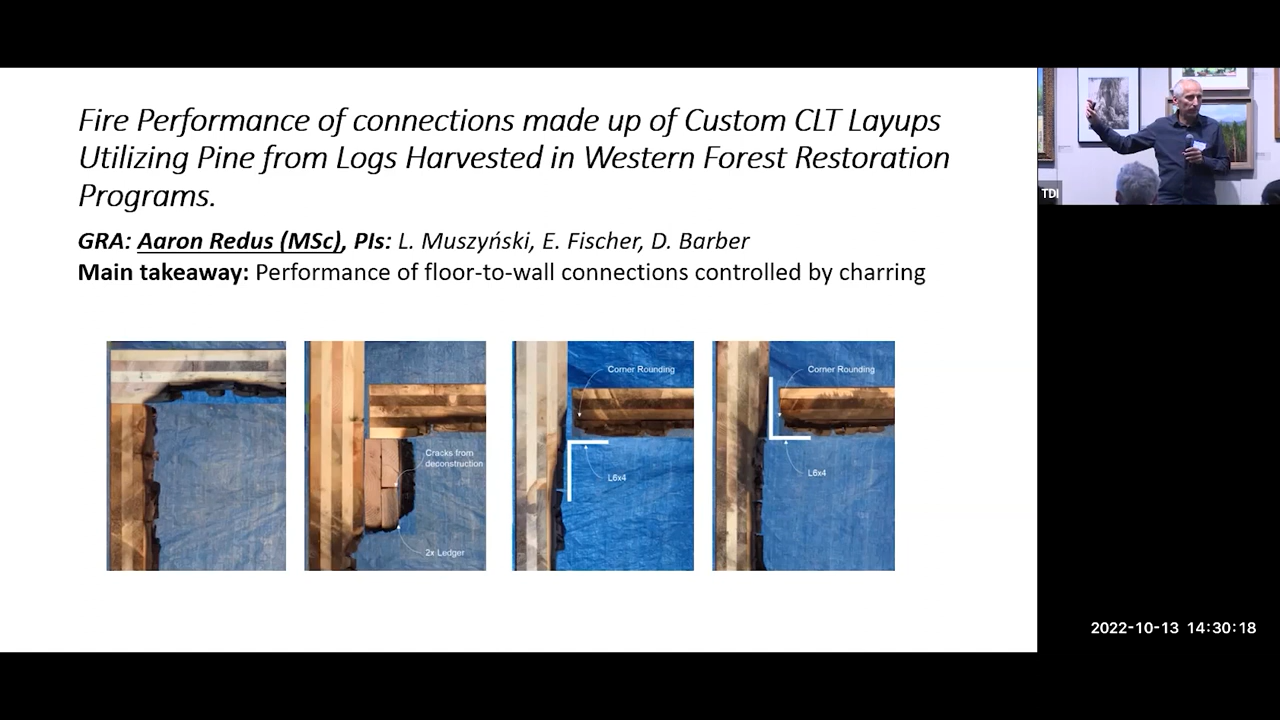 Fire Performance of connections made up of Custom CLT Layups
Utilizing Pine from Logs Harvested in Western Forest Restoration
Programs.
GRA: Aaron Redus (MSc), PIs: L. Muszyński, E. Fischer, D. Barber
Main takeaway: Performance of floor-to-wall connections controlled by charring
Cracks from
deconstruction
2x Ledger
Corner Rounding
L6x4
Corner Rounding
L6x4
TDI
2022-10-13 14:30:18